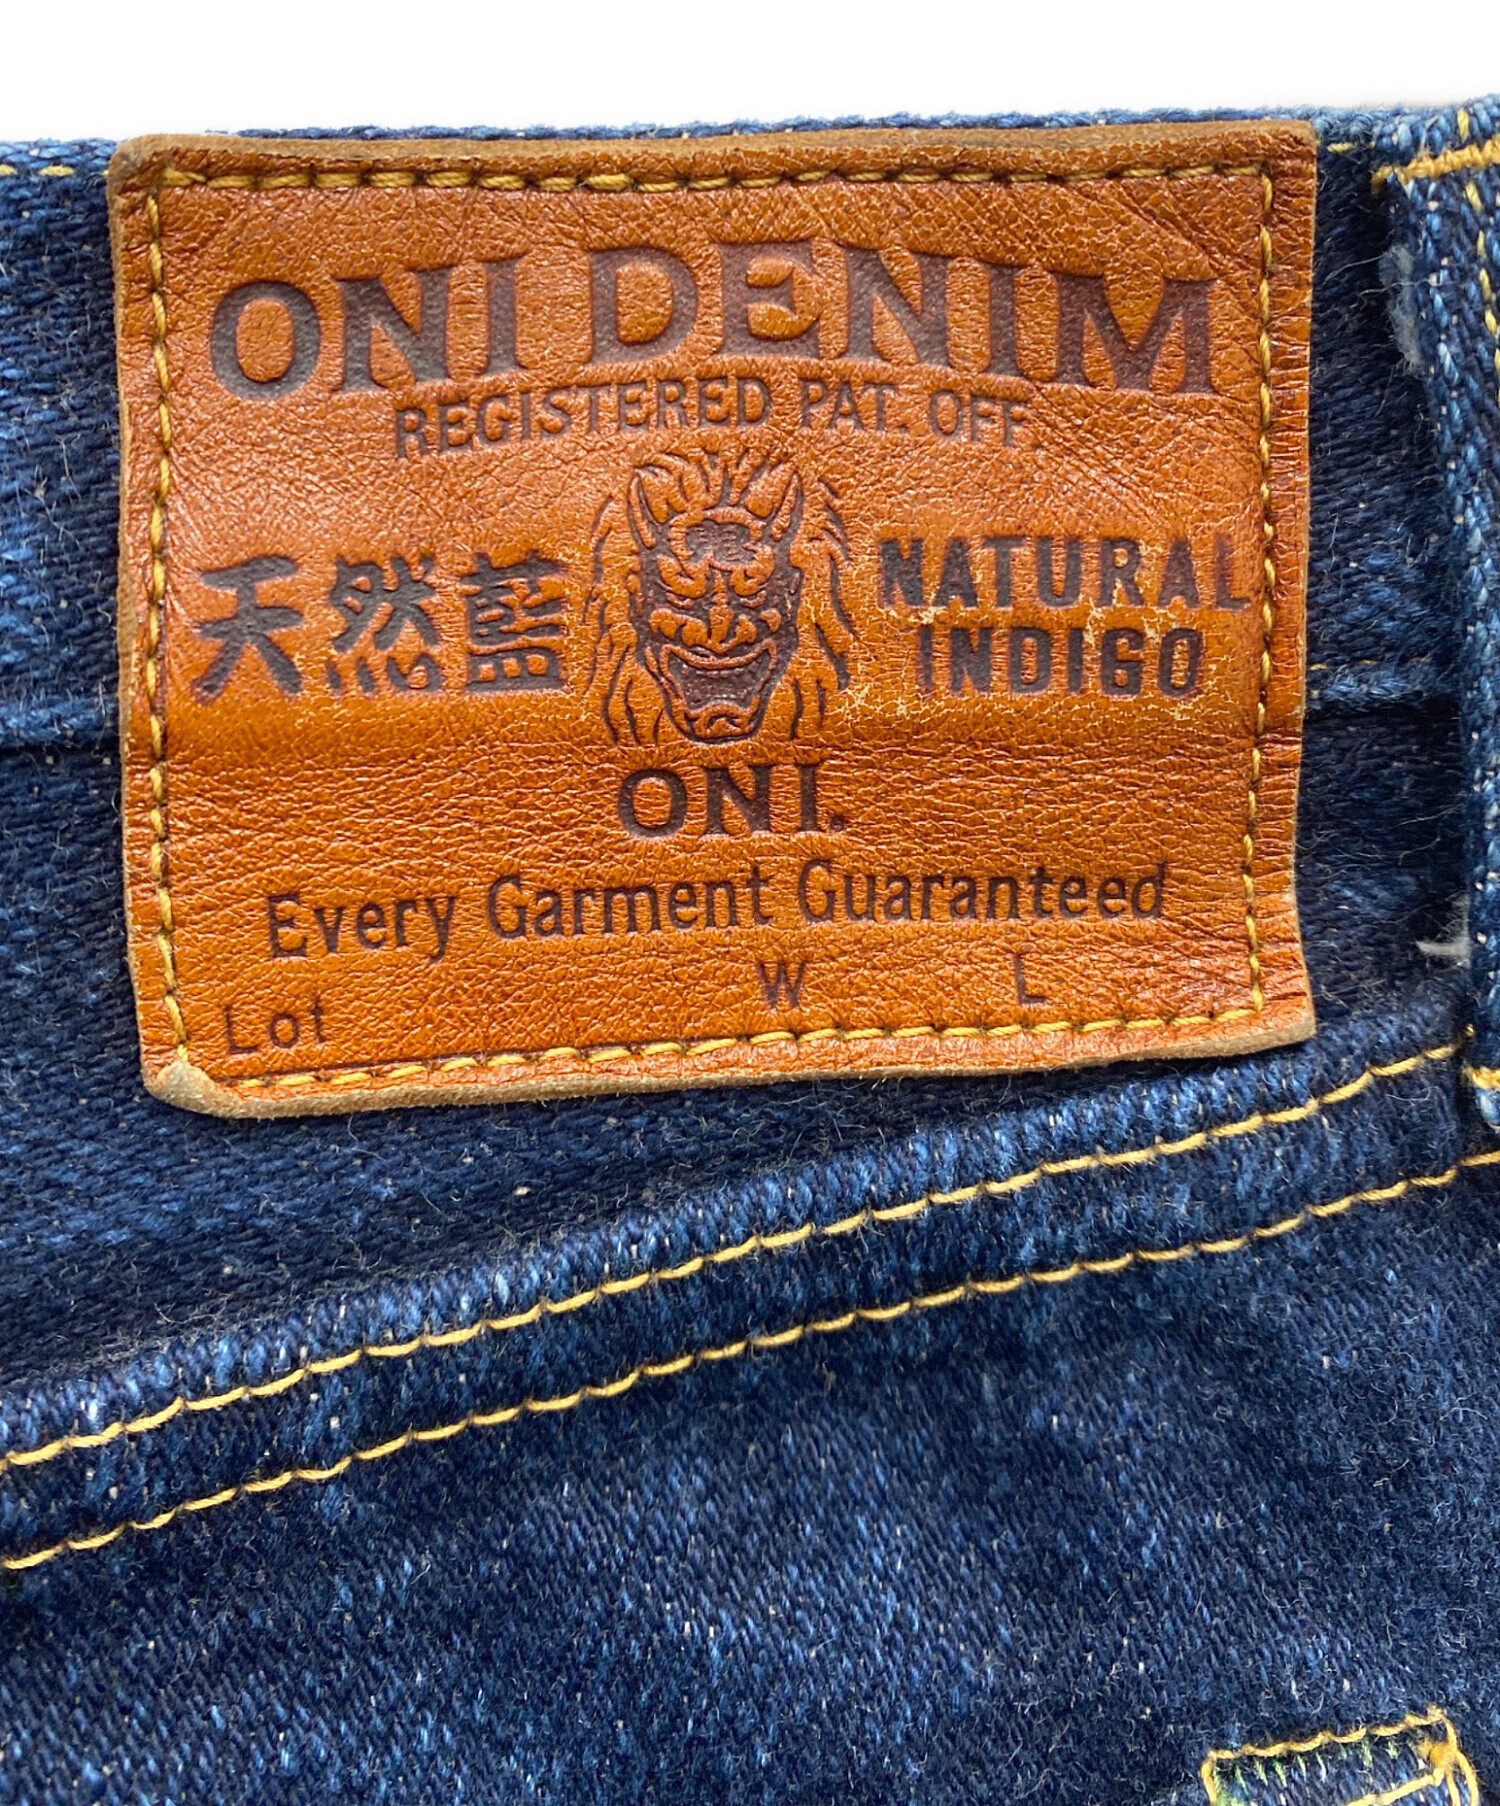 ONI DENIM
REGISTERED PAT. OFF.
天然藍
NATURAL
INDIGO
ONI.
Every Garment Guaranteed
Lot W L